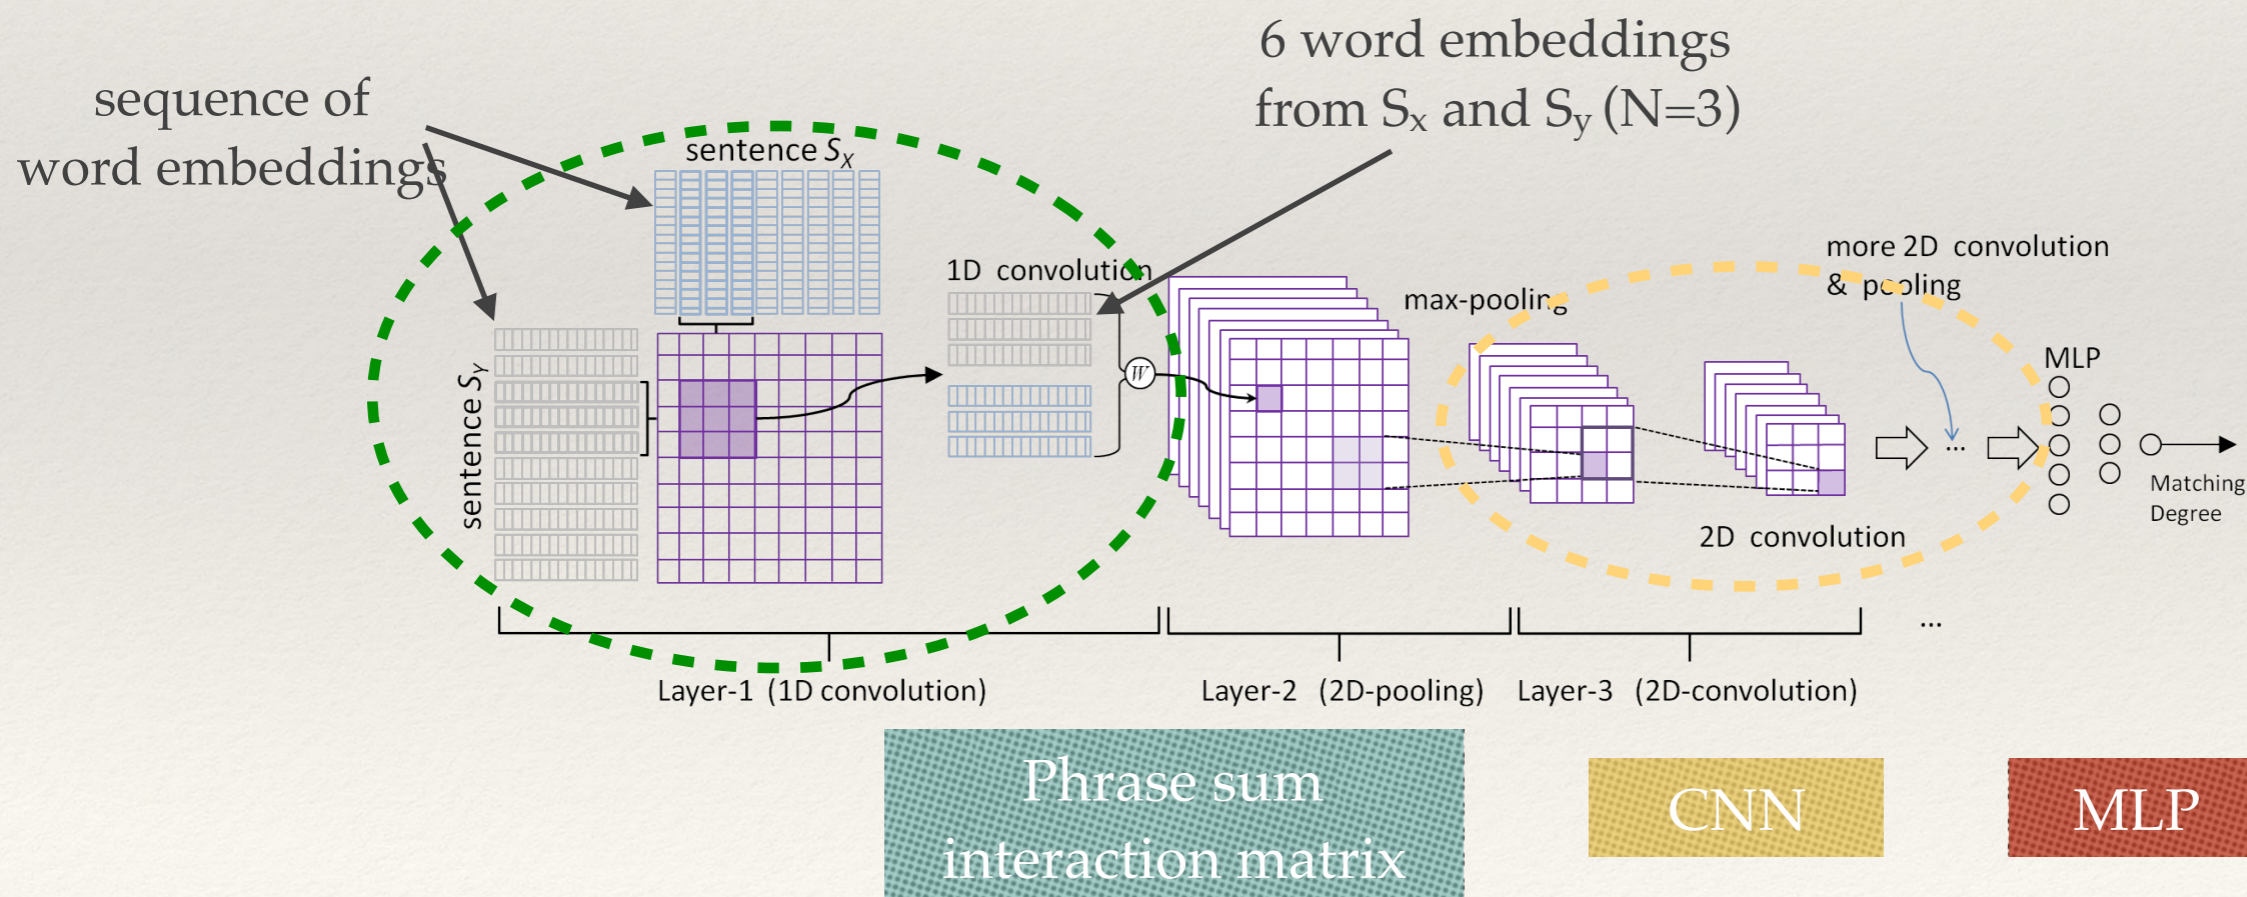 6 word embeddings
from Sx and Sy (N=3)
sequence of
word embeddings
sentence SX
1D convolution
more 2D convolution
& pooling
max-pooling
MLP
sentence SY
W
...
Matching
Degree
2D convolution
...
Layer-1 (1D convolution)
Layer-2 (2D-pooling)
Layer-3 (2D-convolution)
Phrase sum
interaction matrix
CNN
MLP